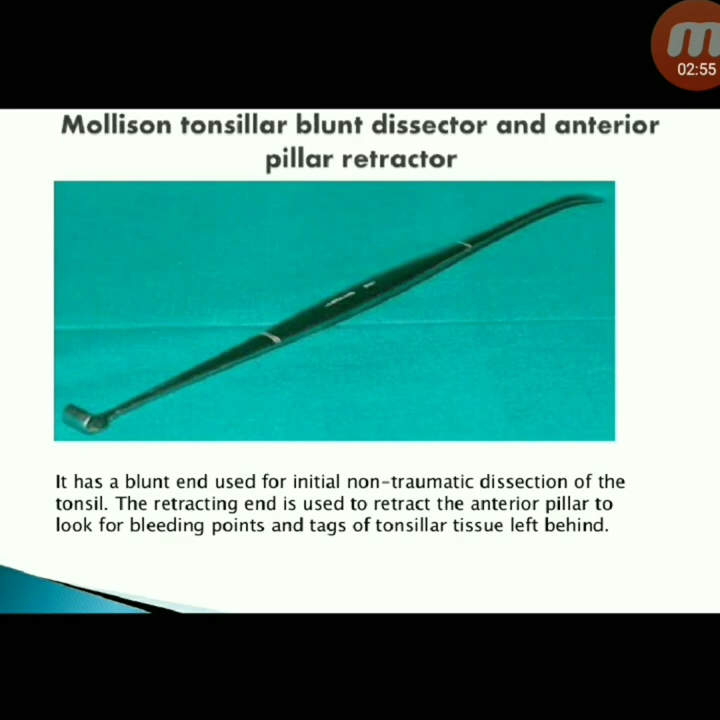 02:55
Mollison tonsillar blunt dissector and anterior
pillar retractor
It has a blunt end used for initial non-traumatic dissection of the
tonsil. The retracting end is used to retract the anterior pillar to
look for bleeding points and tags of tonsillar tissue left behind.